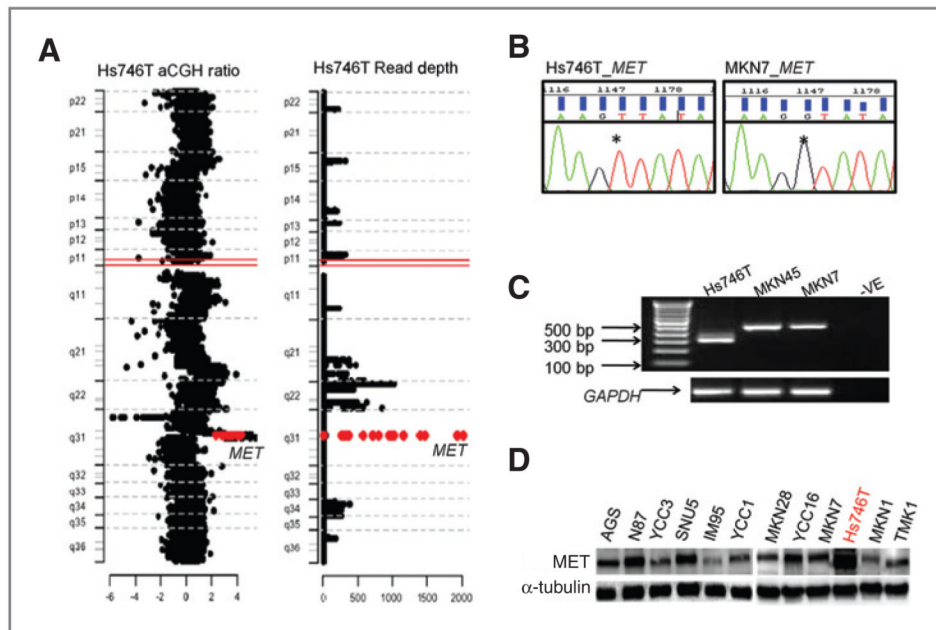 A
Hs746T aCGH ratio
Hs746T Read depth
p22
p21
p15
p14
p13
p12
p11
q11
q21
q22
q31
q32
q33
q34
q35
q36
MET
-6 -4 -2 0 2 4
p22
p21
p15
p14
p13
p12
p11
q11
q21
q22
q31
q32
q33
q34
q35
q36
MET
0 500 1000 1500 2000
B
Hs746T_MET
MKN7_MET
1116 1147 1178
A A G T T A T A
*
1116 1147 1178
A A G G T A T A
*
C
Hs746T MKN45 MKN7 -VE
500 bp
300 bp
100 bp
GAPDH
D
AGS N87 YCC3 SNU5 IM95 YCC1 MKN28 YCC16 MKN7 Hs746T MKN1 TMK1
MET
α-tubulin